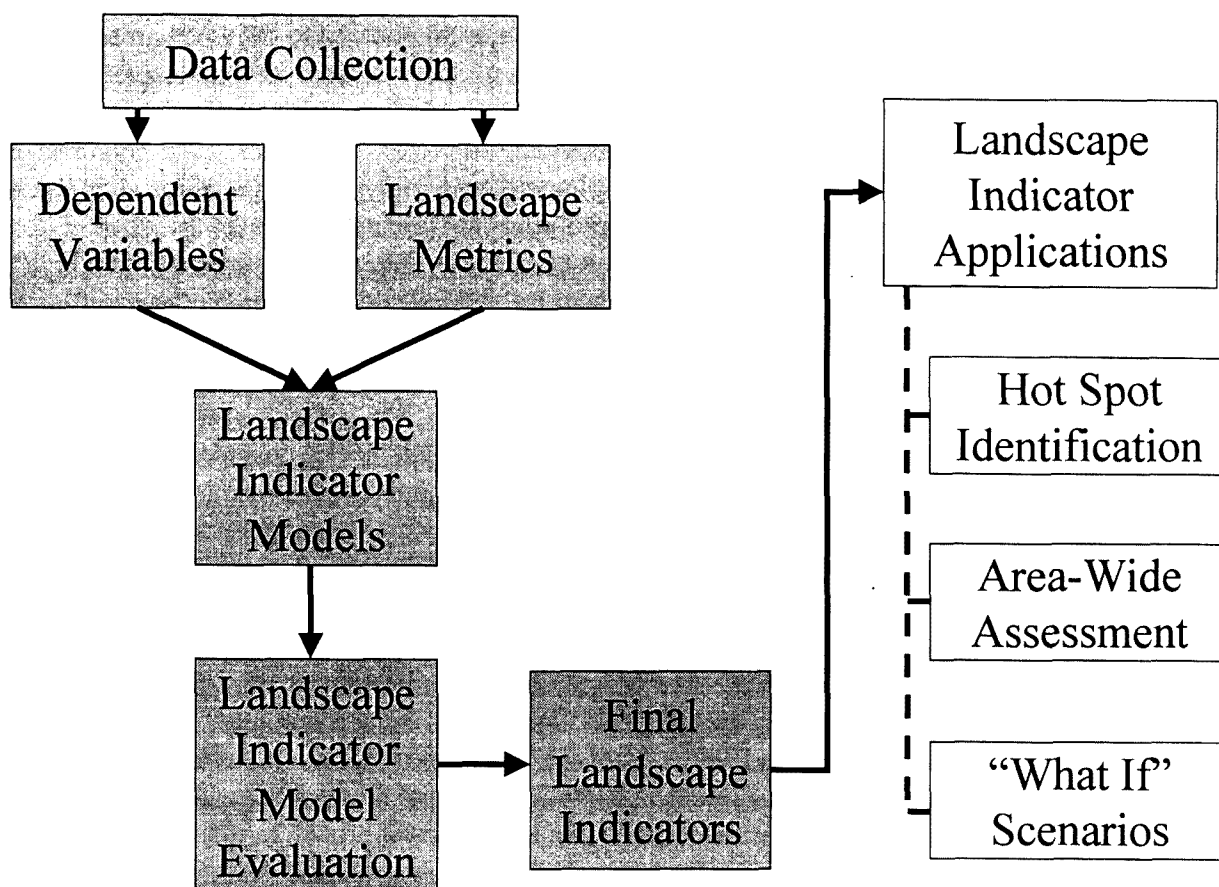 Data Collection
Dependent
Variables
Landscape
Metrics
Landscape
Indicator
Models
Landscape
Indicator
Model
Evaluation
Final
Landscape
Indicators
Landscape
Indicator
Applications
Hot Spot
Identification
Area-Wide
Assessment
“What If”
Scenarios